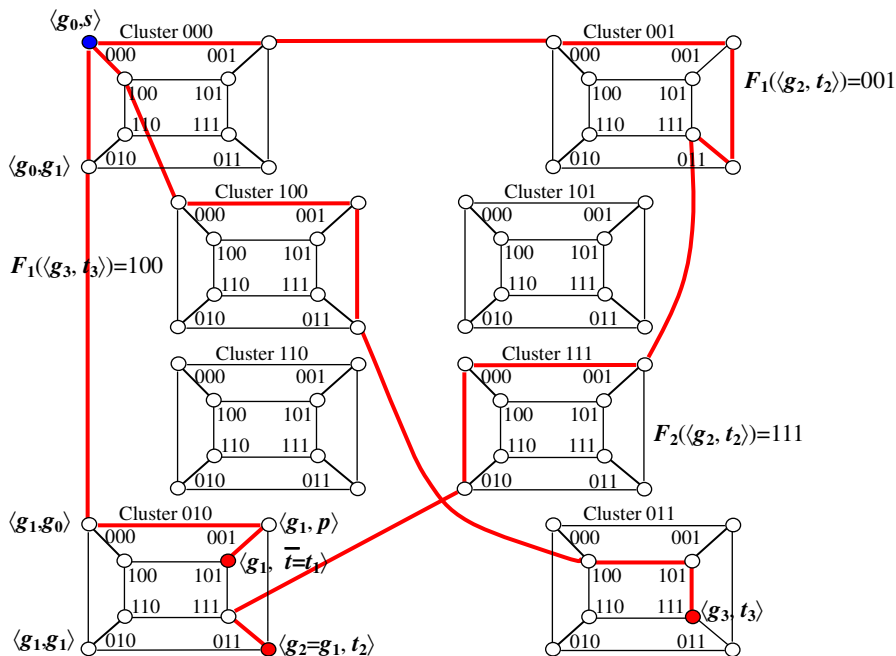 ⟨g₀,s⟩
Cluster 000
000 001
100 101
110 111
010 011
⟨g₀,g₁⟩
Cluster 001
000 001
100 101
110 111
010 011
F₁(⟨g₂, t₂⟩)=001
Cluster 100
000 001
100 101
110 111
010 011
F₁(⟨g₃, t₃⟩)=100
Cluster 101
000 001
100 101
110 111
010 011
Cluster 110
000 001
100 101
110 111
010 011
Cluster 111
000 001
100 101
110 111
010 011
F₂(⟨g₂, t₂⟩)=111
⟨g₁,g₀⟩
Cluster 010
⟨g₁, p⟩
000 001
100 101
⟨g₁, t̅=t₁⟩
110 111
⟨g₁,g₁⟩
010 011
⟨g₂=g₁, t₂⟩
Cluster 011
000 001
100 101
110 111
⟨g₃, t₃⟩
010 011